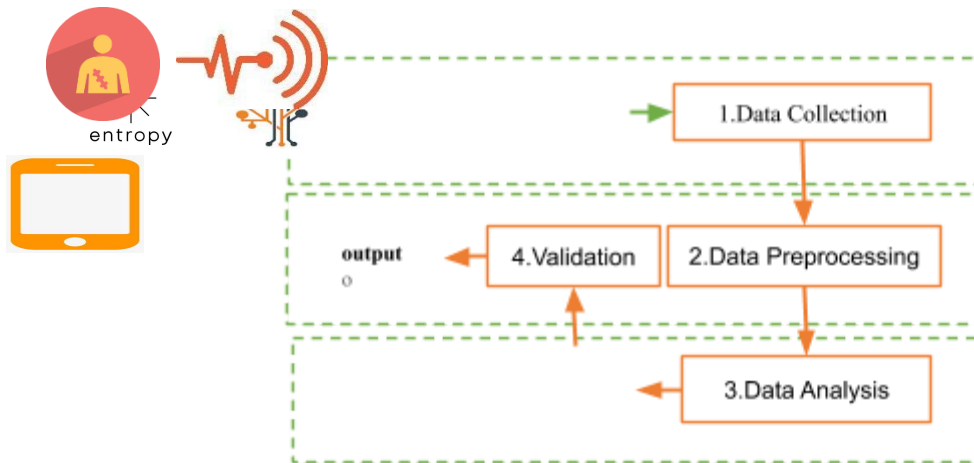 entropy
1.Data Collection
output
o
4.Validation
2.Data Preprocessing
3.Data Analysis